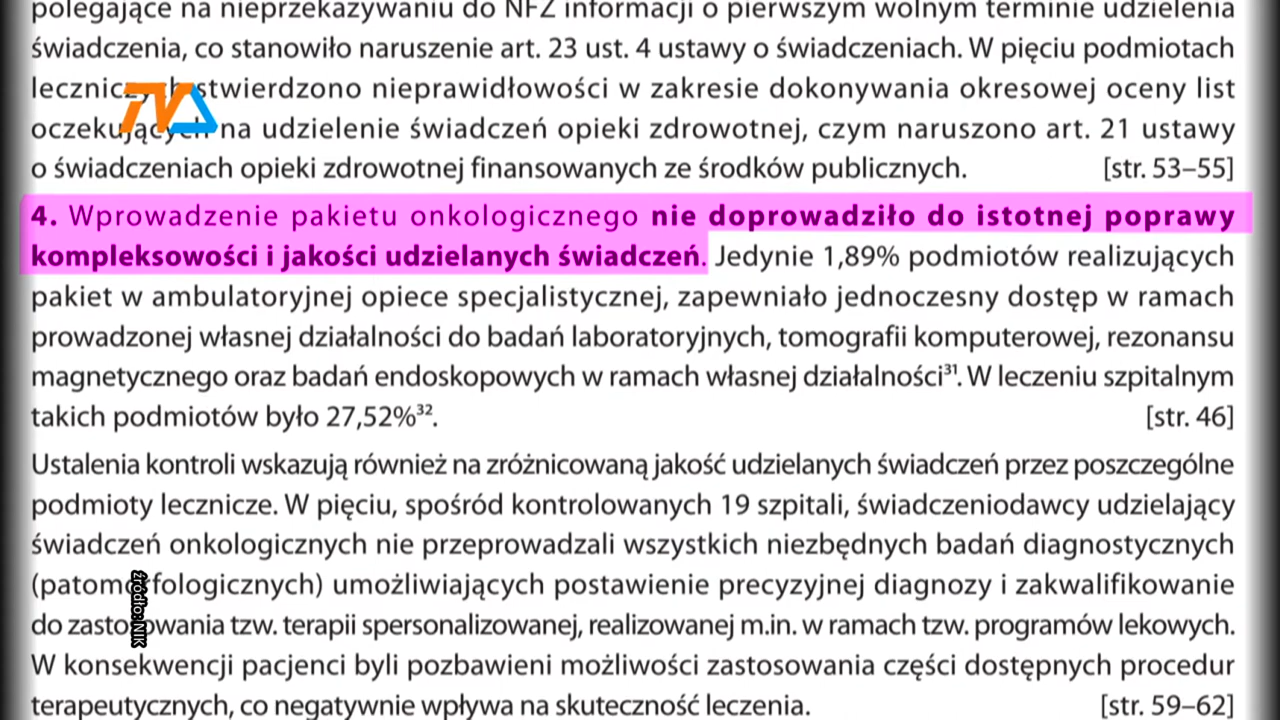 polegające na nieprzekazywaniu do NFZ informacji o pierwszym wolnym terminie udzielenia
świadczenia, co stanowiło naruszenie art. 23 ust. 4 ustawy o świadczeniach. W pięciu podmiotach
leczniczych stwierdzono nieprawidłowości w zakresie dokonywania okresowej oceny list
oczekujących na udzielenie świadczeń opieki zdrowotnej, czym naruszono art. 21 ustawy
o świadczeniach opieki zdrowotnej finansowanych ze środków publicznych. [str. 53–55]
4. Wprowadzenie pakietu onkologicznego nie doprowadziło do istotnej poprawy
kompleksowości i jakości udzielanych świadczeń. Jedynie 1,89% podmiotów realizujących
pakiet w ambulatoryjnej opiece specjalistycznej, zapewniało jednoczesny dostęp w ramach
prowadzonej własnej działalności do badań laboratoryjnych, tomografii komputerowej, rezonansu
magnetycznego oraz badań endoskopowych w ramach własnej działalności³¹. W leczeniu szpitalnym
takich podmiotów było 27,52%³². [str. 46]
Ustalenia kontroli wskazują również na zróżnicowaną jakość udzielanych świadczeń przez poszczególne
podmioty lecznicze. W pięciu, spośród kontrolowanych 19 szpitali, świadczeniodawcy udzielający
świadczeń onkologicznych nie przeprowadzali wszystkich niezbędnych badań diagnostycznych
(patomorfologicznych) umożliwiających postawienie precyzyjnej diagnozy i zakwalifikowanie
do zastosowania tzw. terapii spersonalizowanej, realizowanej m.in. w ramach tzw. programów lekowych.
W konsekwencji pacjenci byli pozbawieni możliwości zastosowania części dostępnych procedur
terapeutycznych, co negatywnie wpływa na skuteczność leczenia. [str. 59–62]
TVA
źródło: NIK